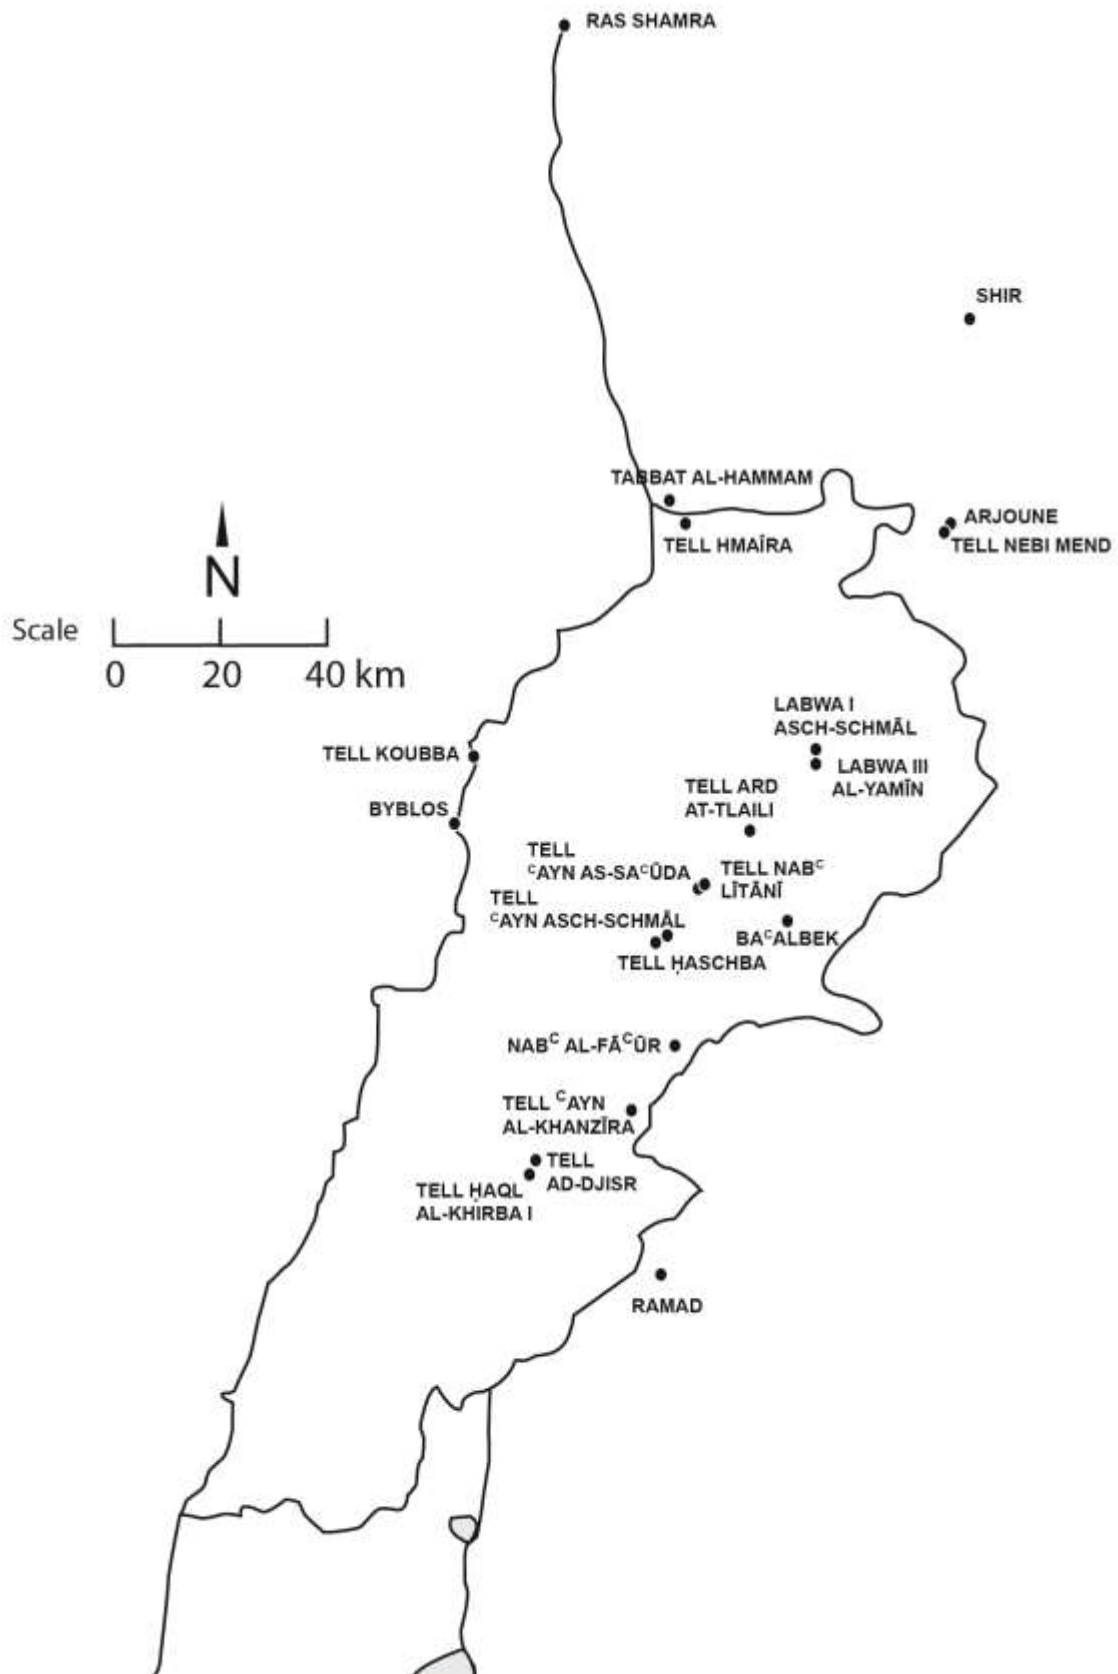 RAS SHAMRA
SHIR
TABBAT AL-HAMMAM
ARJOUNE
TELL HMAÎRA
TELL NEBI MEND
N
Scale
0 20 40 km
LABWA I
ASCH-SCHMĀL
TELL KOUBBA
LABWA III
AL-YAMĪN
TELL ARD
AT-TLAILI
BYBLOS
TELL
ᶜAYN AS-SAᶜŪDA
TELL NABᶜ
LĪTĀNĪ
TELL
ᶜAYN ASCH-SCHMĀL
BAᶜALBEK
TELL ḤASCHBA
NABᶜ AL-FĀᶜŪR
TELL ᶜAYN
AL-KHANZĪRA
TELL
AD-DJISR
TELL ḤAQL
AL-KHIRBA I
RAMAD